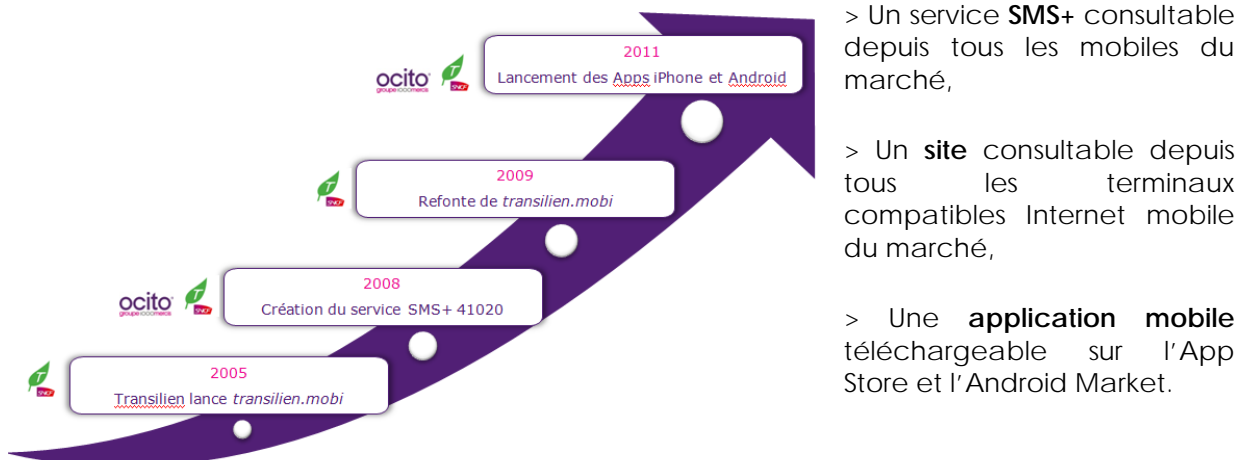 2011
Lancement des Apps iPhone et Android
ocito
T
SNCF
2009
Refonte de transilien.mobi
T
SNCF
2008
Création du service SMS+ 41020
ocito
T
SNCF
2005
Transilien lance transilien.mobi
T
SNCF
> Un service SMS+ consultable
depuis tous les mobiles du
marché,
> Un site consultable depuis
tous les terminaux
compatibles Internet mobile
du marché,
> Une application mobile
téléchargeable sur l'App
Store et l'Android Market.